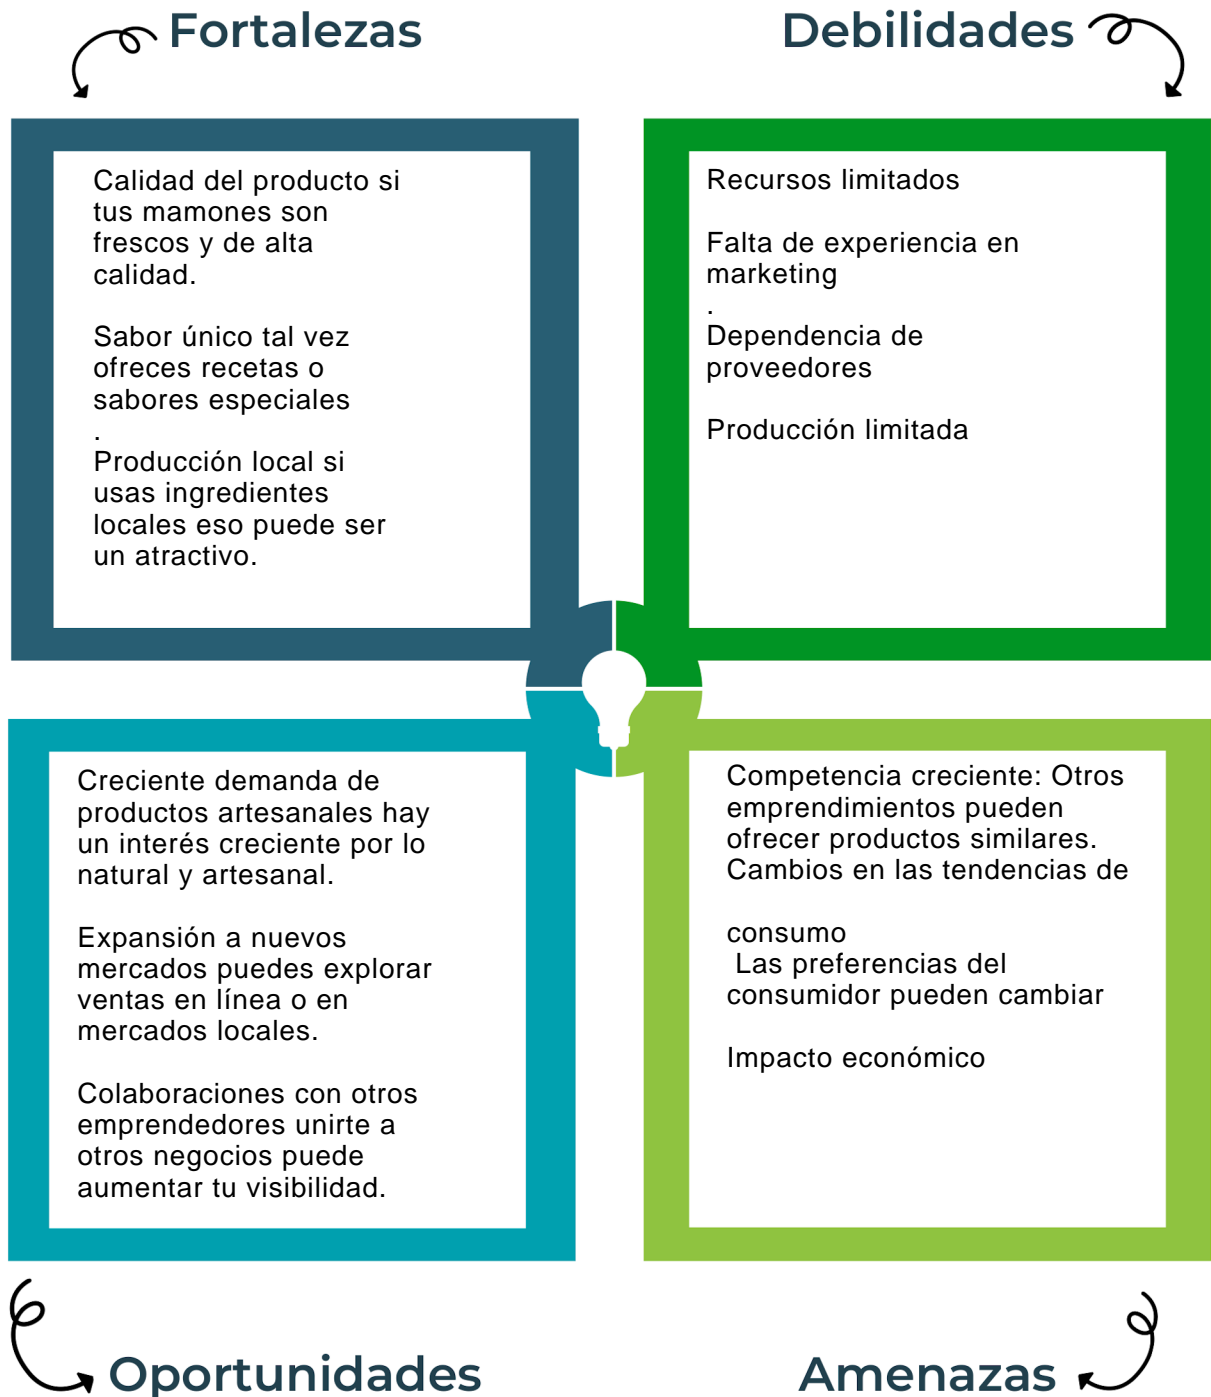 Fortalezas
Calidad del producto si
tus mamones son
frescos y de alta
calidad.
Sabor único tal vez
ofreces recetas o
sabores especiales
.
Producción local si
usas ingredientes
locales eso puede ser
un atractivo.
Debilidades
Recursos limitados
Falta de experiencia en
marketing
.
Dependencia de
proveedores
Producción limitada
Creciente demanda de
productos artesanales hay
un interés creciente por lo
natural y artesanal.
Expansión a nuevos
mercados puedes explorar
ventas en línea o en
mercados locales.
Colaboraciones con otros
emprendedores unirte a
otros negocios puede
aumentar tu visibilidad.
Oportunidades
Competencia creciente: Otros
emprendimientos pueden
ofrecer productos similares.
Cambios en las tendencias de
consumo
Las preferencias del
consumidor pueden cambiar
Impacto económico
Amenazas